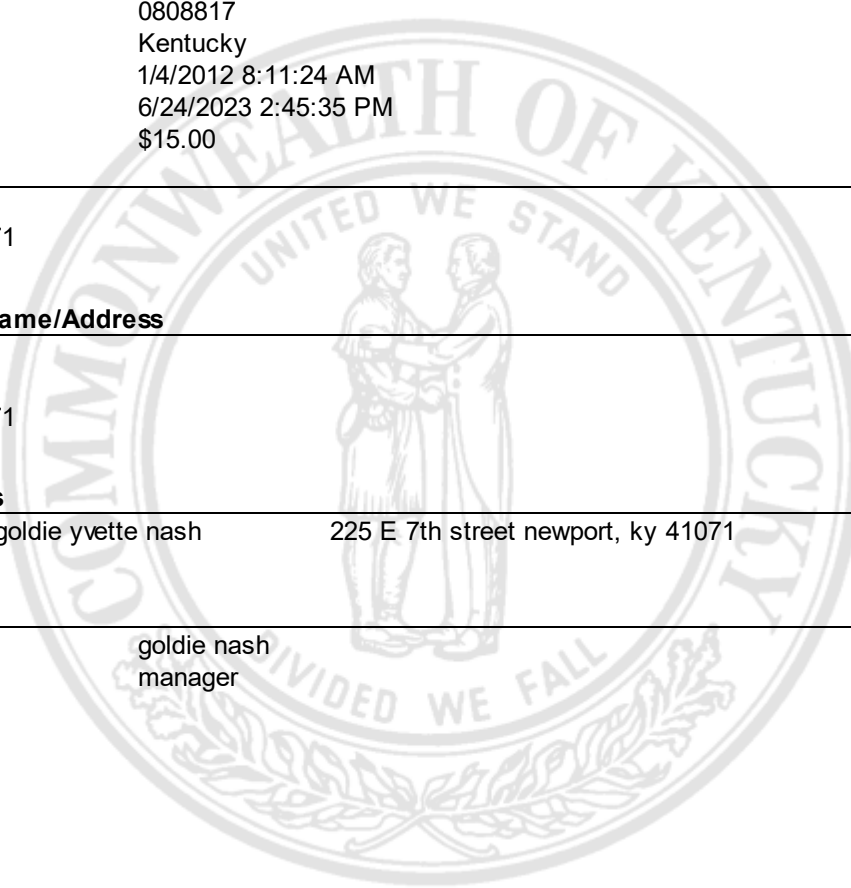 0808817
Kentucky
1/4/2012 8:11:24 AM
6/24/2023 2:45:35 PM
$15.00
COMMONWEALTH OF KENTUCKY
UNITED WE STAND
71
ame/Address
71
s
goldie yvette nash 225 E 7th street newport, ky 41071
goldie nash
manager
DIVIDED WE FALL